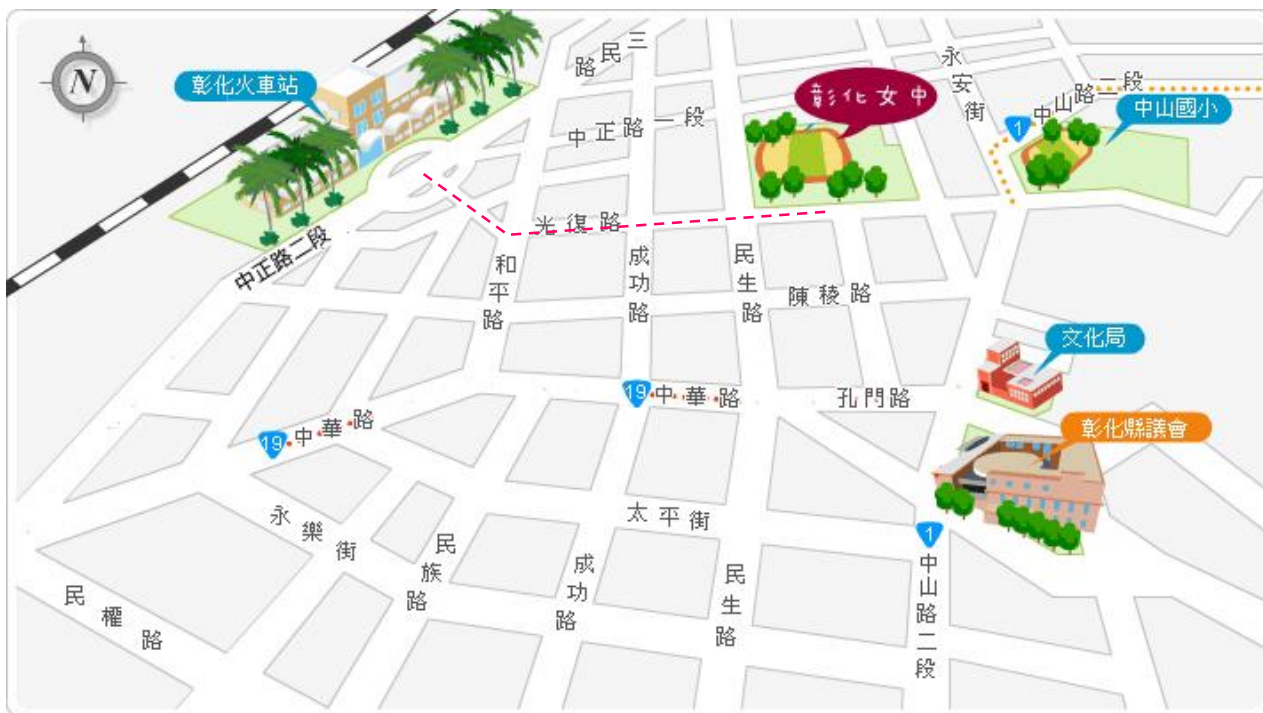 N
彰化火車站
三民路
中正路一段
永安街
彰化女中
1
中山路二段
中山國小
光復路
中正路二段
和平路
成功路
民生路
陳稜路
文化局
19
中華路
孔門路
19
中華路
彰化縣議會
永樂街
太平街
1
民族路
成功路
民生路
中山路二段
民權路